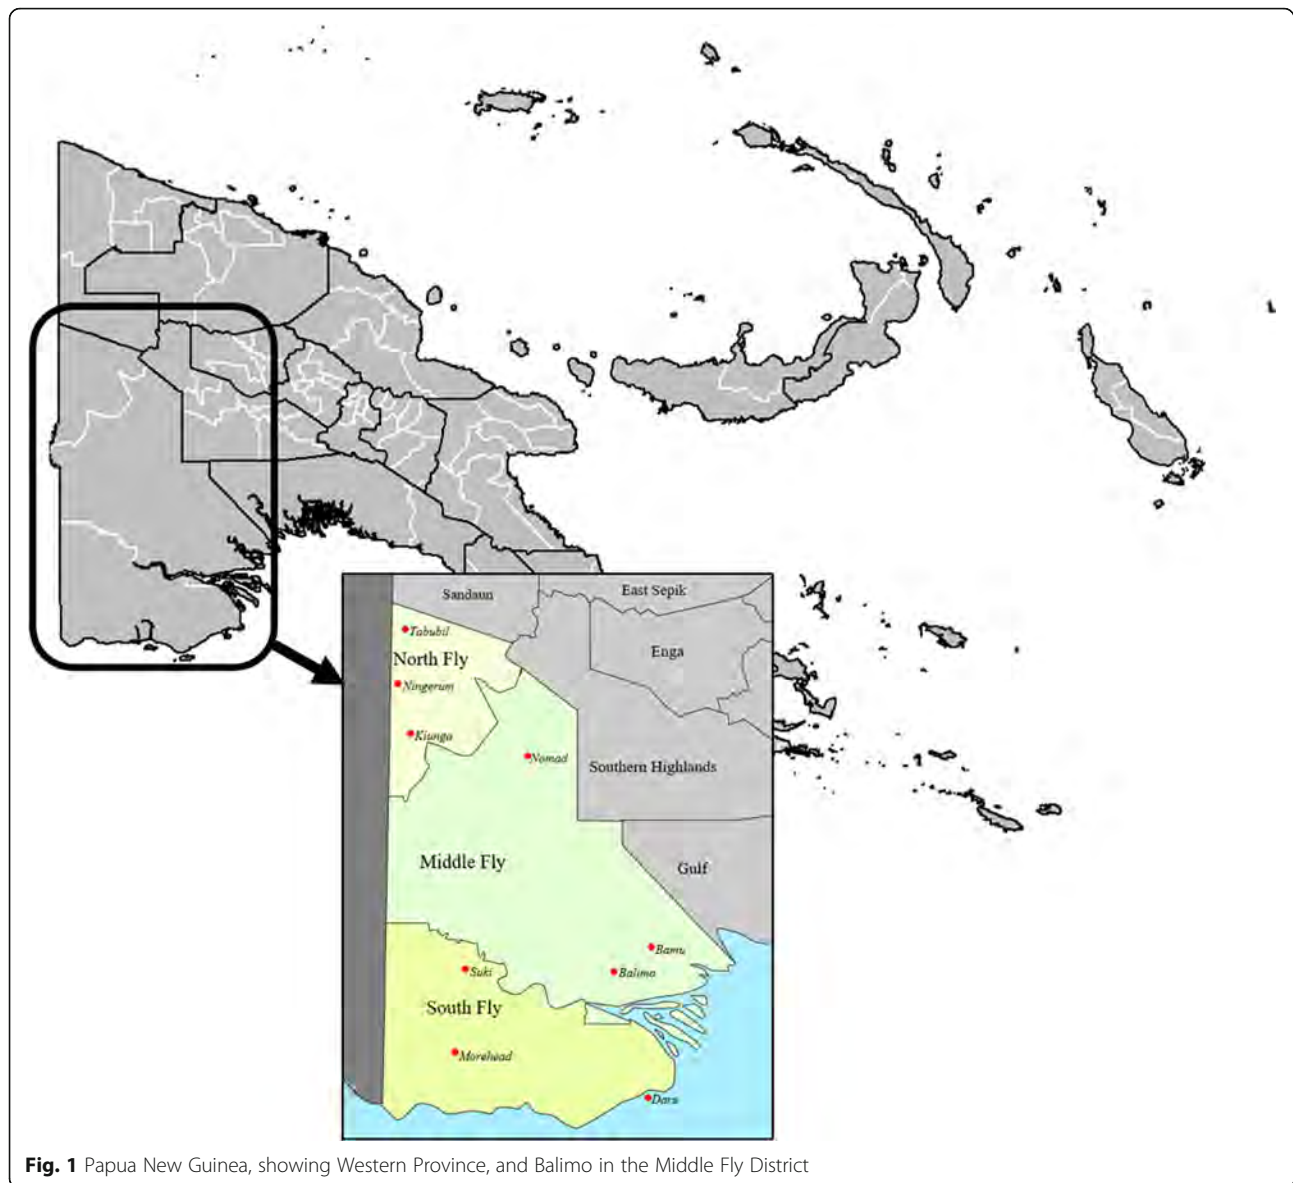 Sandaun
East Sepik
Tabubil
North Fly
Enga
Ningerum
Kiunga
Nomad
Southern Highlands
Middle Fly
Gulf
Bamu
Suki
Balimo
South Fly
Morehead
Daru
Fig. 1 Papua New Guinea, showing Western Province, and Balimo in the Middle Fly District